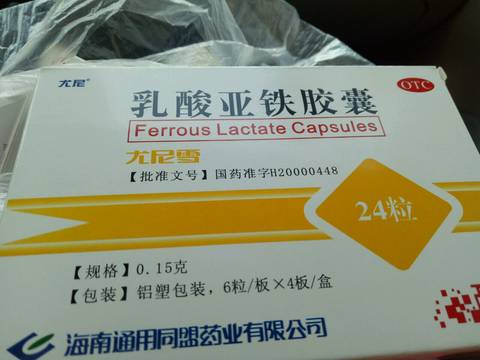 尤尼®
OTC
乳酸亚铁胶囊
Ferrous Lactate Capsules
尤尼雪
【批准文号】国药准字H20000448
24粒
【规格】0.15克
【包装】铝塑包装，6粒/板×4板/盒
海南通用同盟药业有限公司